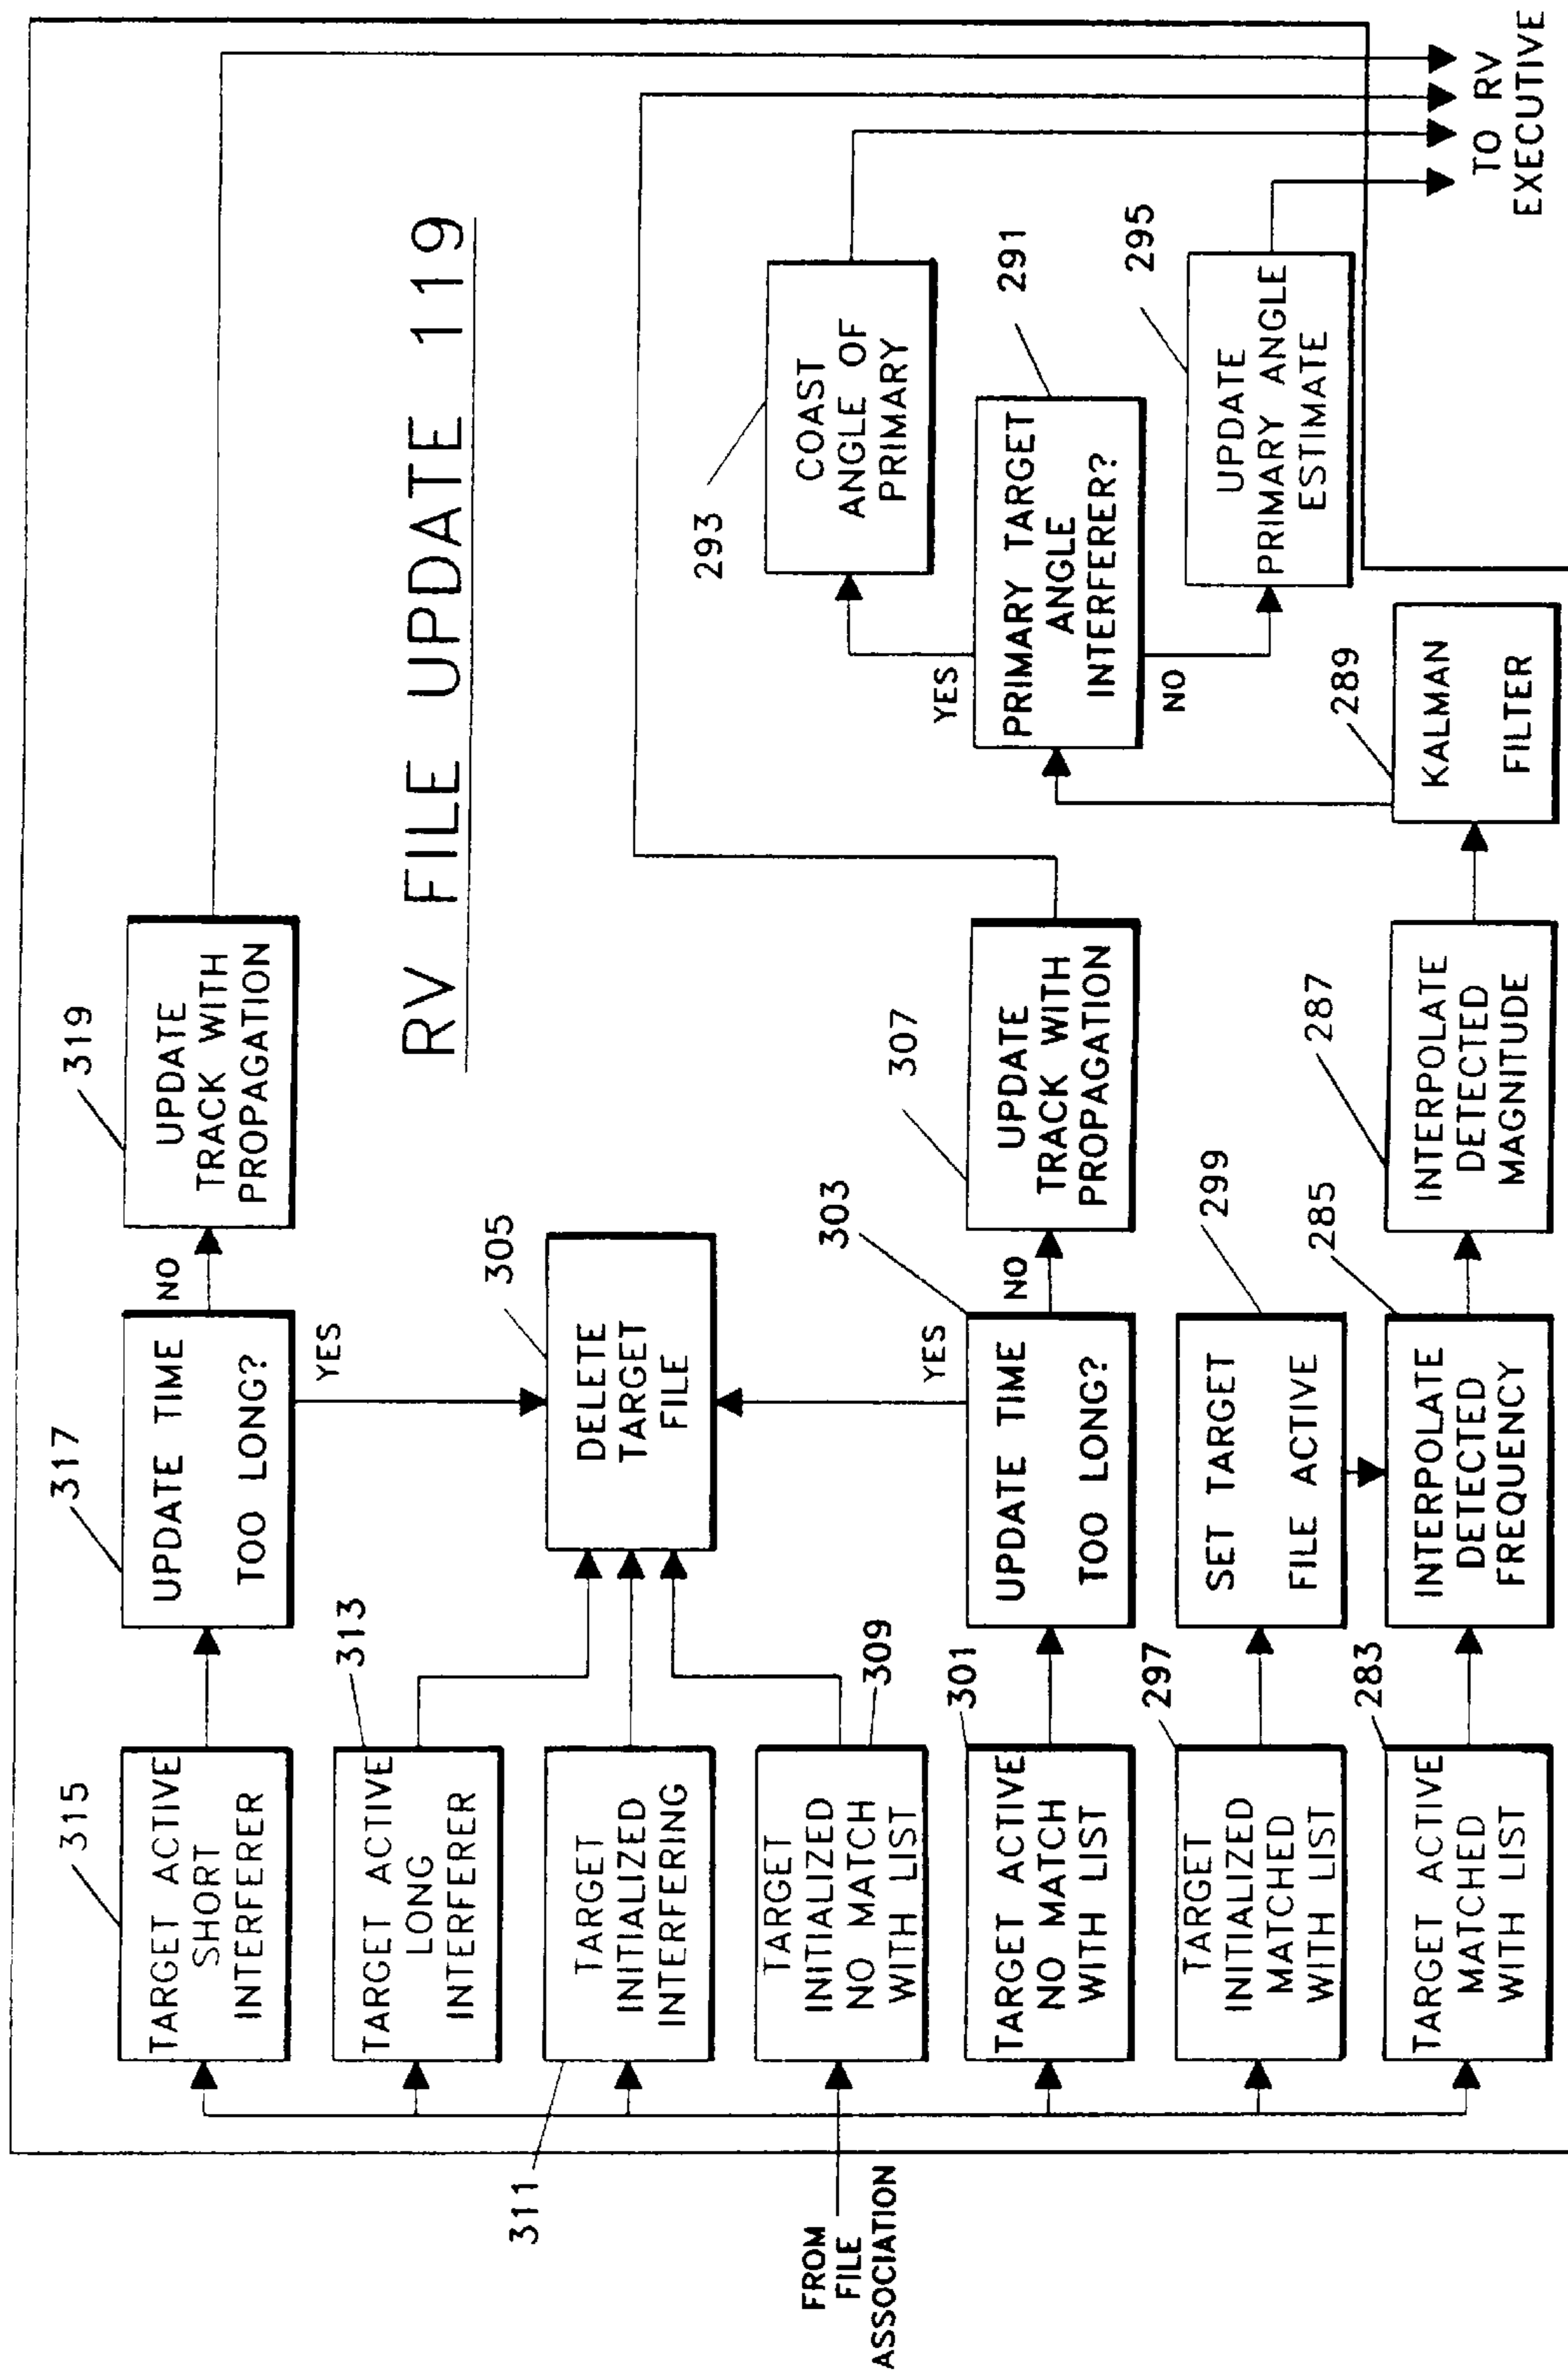 RV FILE UPDATE 119
FROM
FILE
ASSOCIATION
315
TARGET ACTIVE
SHORT
INTERFERER
317
UPDATE TIME
TOO LONG?
NO
YES
319
UPDATE
TRACK WITH
PROPAGATION
313
TARGET ACTIVE
LONG
INTERFERER
311
TARGET
INITIALIZED
INTERFERING
305
DELETE
TARGET
FILE
309
TARGET
INITIALIZED
NO MATCH
WITH LIST
301
TARGET ACTIVE
NO MATCH
WITH LIST
303
UPDATE TIME
TOO LONG?
YES
NO
307
UPDATE
TRACK WITH
PROPAGATION
297
TARGET
INITIALIZED
MATCHED
WITH LIST
299
SET TARGET
FILE ACTIVE
283
TARGET ACTIVE
MATCHED
WITH LIST
285
INTERPOLATE
DETECTED
FREQUENCY
287
INTERPOLATE
DETECTED
MAGNITUDE
289
KALMAN
FILTER
291
PRIMARY TARGET
ANGLE
INTERFERER?
YES
NO
293
COAST
ANGLE OF
PRIMARY
295
UPDATE
PRIMARY ANGLE
ESTIMATE
TO RV
EXECUTIVE